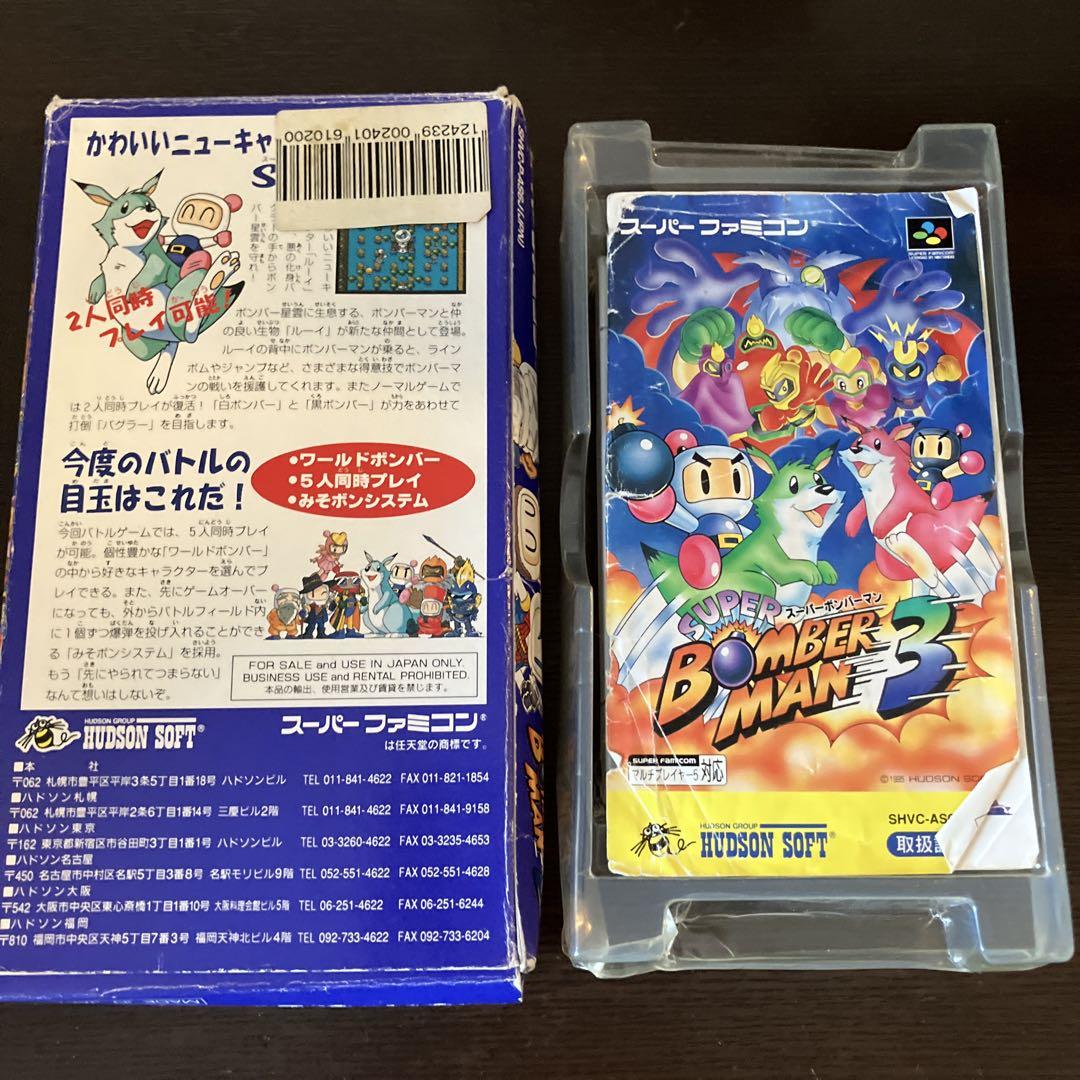 かわいいニューキャ
124239 002401 610200
2人同時
プレイ可能!
ボンバー星雲に生息する、ボンバーマンと仲
の良い生物「ルーイ」が新たな仲間として登場。
ルーイの背中にボンバーマンが乗ると、ライン
ボムやジャンプなど、さまざまな得意技でボンバーマ
ンの戦いを援護してくれます。またノーマルゲームで
は2人同時プレイが復活!「白ボンバー」と「黒ボンバー」が力をあわせて
打倒「バグラー」を目指します。
今度のバトルの
目玉はこれだ!
●ワールドボンバー
●5人同時プレイ
●みそボンシステム
今回バトルゲームでは、5人同時プレイ
が可能。個性豊かな「ワールドボンバー」
の中から好きなキャラクターを選んでプ
レイできる。また、先にゲームオーバー
になっても、外からバトルフィールド内
に1個ずつ爆弾を投げ入れることができ
る「みそボンシステム」を採用。
もう「先にやられてつまらない」
なんて想いはしないぞ。
FOR SALE and USE IN JAPAN ONLY.
BUSINESS USE and RENTAL PROHIBITED.
本品の輸出、使用営業及び賃貸を禁じます。
HUDSON GROUP
HUDSON SOFT®
スーパーファミコン®
は任天堂の商標です。
■本 社
〒062 札幌市豊平区平岸3条5丁目1番18号 ハドソンビル TEL 011-841-4622 FAX 011-821-1854
■ハドソン札幌
〒062 札幌市豊平区平岸2条6丁目1番14号 三慶ビル2階 TEL 011-841-4622 FAX 011-841-9158
■ハドソン東京
〒162 東京都新宿区市谷田町3丁目1番1号 ハドソンビル TEL 03-3260-4622 FAX 03-3235-4653
■ハドソン名古屋
〒450 名古屋市中村区名駅5丁目3番8号 名駅モリビル9階 TEL 052-551-4622 FAX 052-551-4628
■ハドソン大阪
〒542 大阪市中央区東心斎橋1丁目1番10号 大阪料理会館ビル5階 TEL 06-251-4622 FAX 06-251-6244
■ハドソン福岡
〒810 福岡市中央区天神5丁目7番3号 福岡天神北ビル4階 TEL 092-733-4622 FAX 092-733-6204
スーパーファミコン®
SUPER FAMICOM
SUPER
スーパーボンバーマン
BOMBER
MAN 3
SUPER FAMICOM
マルチプレイヤー5 対応
©1995 HUDSON
SHVC-AS
取扱
HUDSON GROUP
HUDSON SOFT®